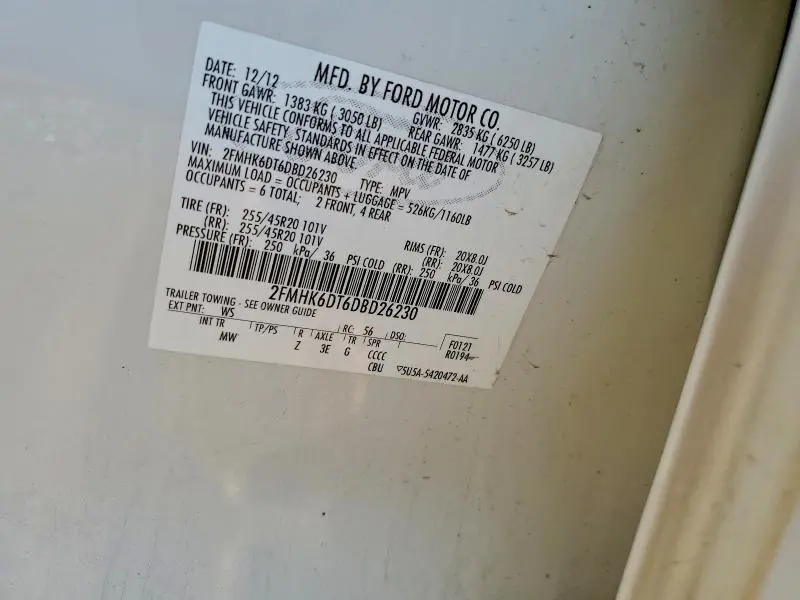 MFD. BY FORD MOTOR CO.
DATE: 12/12 GVWR: 2835 KG (6250 LB)
FRONT GAWR: 1383 KG (3050 LB) REAR GAWR: 1477 KG (3257 LB)
THIS VEHICLE CONFORMS TO ALL APPLICABLE FEDERAL MOTOR
VEHICLE SAFETY STANDARDS IN EFFECT ON THE DATE OF
MANUFACTURE SHOWN ABOVE.
VIN: 2FMHK6DT6DBD26230 TYPE: MPV
MAXIMUM LOAD = OCCUPANTS + LUGGAGE = 526KG/1160LB
OCCUPANTS = 6 TOTAL; 2 FRONT, 4 REAR
TIRE (FR): 255/45R20 101V RIMS (FR): 20X8.0J
(RR): 255/45R20 101V (RR): 20X8.0J
PRESSURE (FR): 250 kPa/ 36 PSI COLD (RR): 250 kPa/ 36 PSI COLD
2FMHK6DT6DBD26230
TRAILER TOWING - SEE OWNER GUIDE
EXT PNT: WS RC: 56 DSO: F0121
INT TR TP/PS R AXLE TR SPR R0194
MW Z 3E G CCCC
CBU 5U5A-5420472-AA